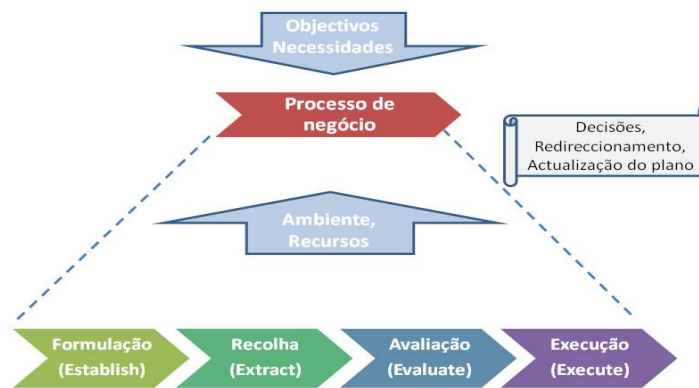 Objectivos
Necessidades
Processo de
negócio
Decisões,
Redireccionamento,
Actualização do plano
Ambiente,
Recursos
Formulação
(Establish)
Recolha
(Extract)
Avaliação
(Evaluate)
Execução
(Execute)